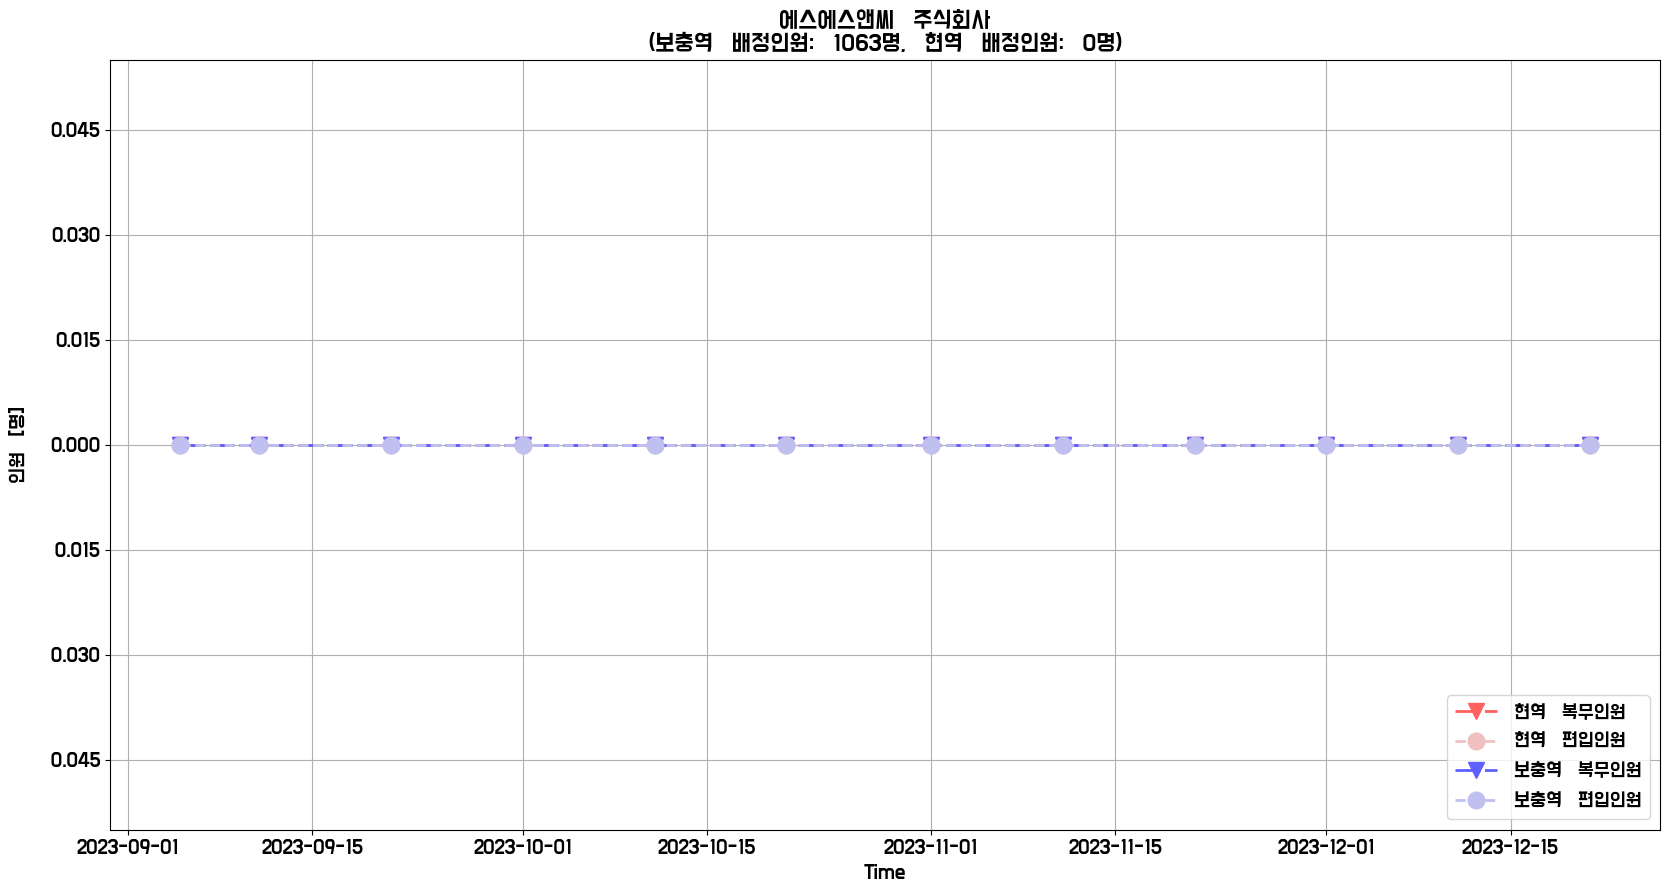 에스에스앤씨 주식회사
(보충역 배정인원: 1063명, 현역 배정인원: 0명)
0.045
0.030
0.015
0.000
0.015
0.030
0.045
인원 [명]
2023-09-01 2023-09-15 2023-10-01 2023-10-15 2023-11-01 2023-11-15 2023-12-01 2023-12-15
Time
현역 복무인원
현역 편입인원
보충역 복무인원
보충역 편입인원